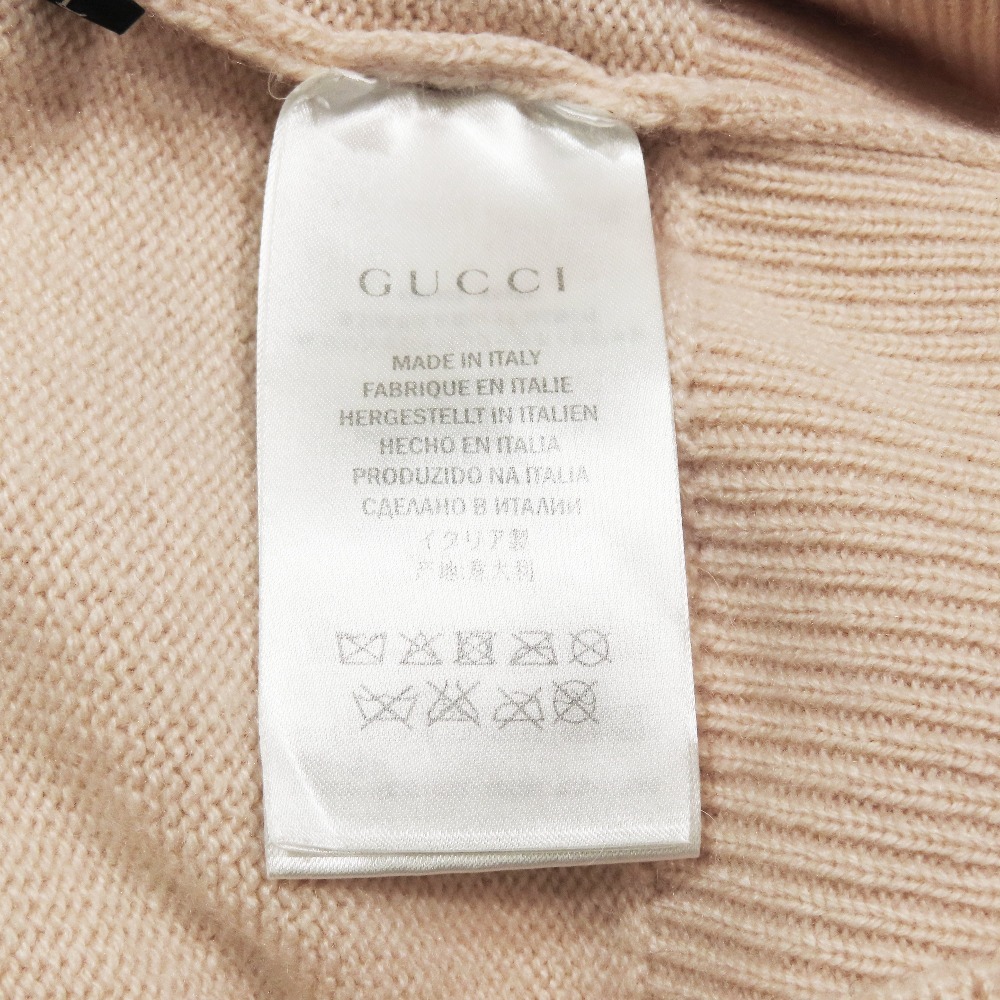 GUCCI
MADE IN ITALY
FABRIQUE EN ITALIE
HERGESTELLT IN ITALIEN
HECHO EN ITALIA
PRODUZIDO NA ITALIA
СДЕЛАНО В ИТАЛИИ
イタリア製
产地:意大利